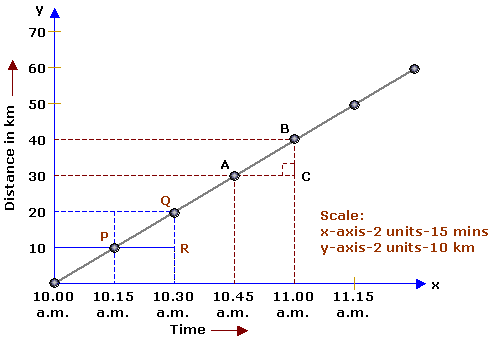 y
70
60
50
40
30
20
10
Distance in km
B
A
C
Q
P
R
Scale:
x-axis-2 units-15 mins
y-axis-2 units-10 km
x
10.00 10.15 10.30 10.45 11.00 11.15
a.m. a.m. a.m. a.m. a.m. a.m.
Time